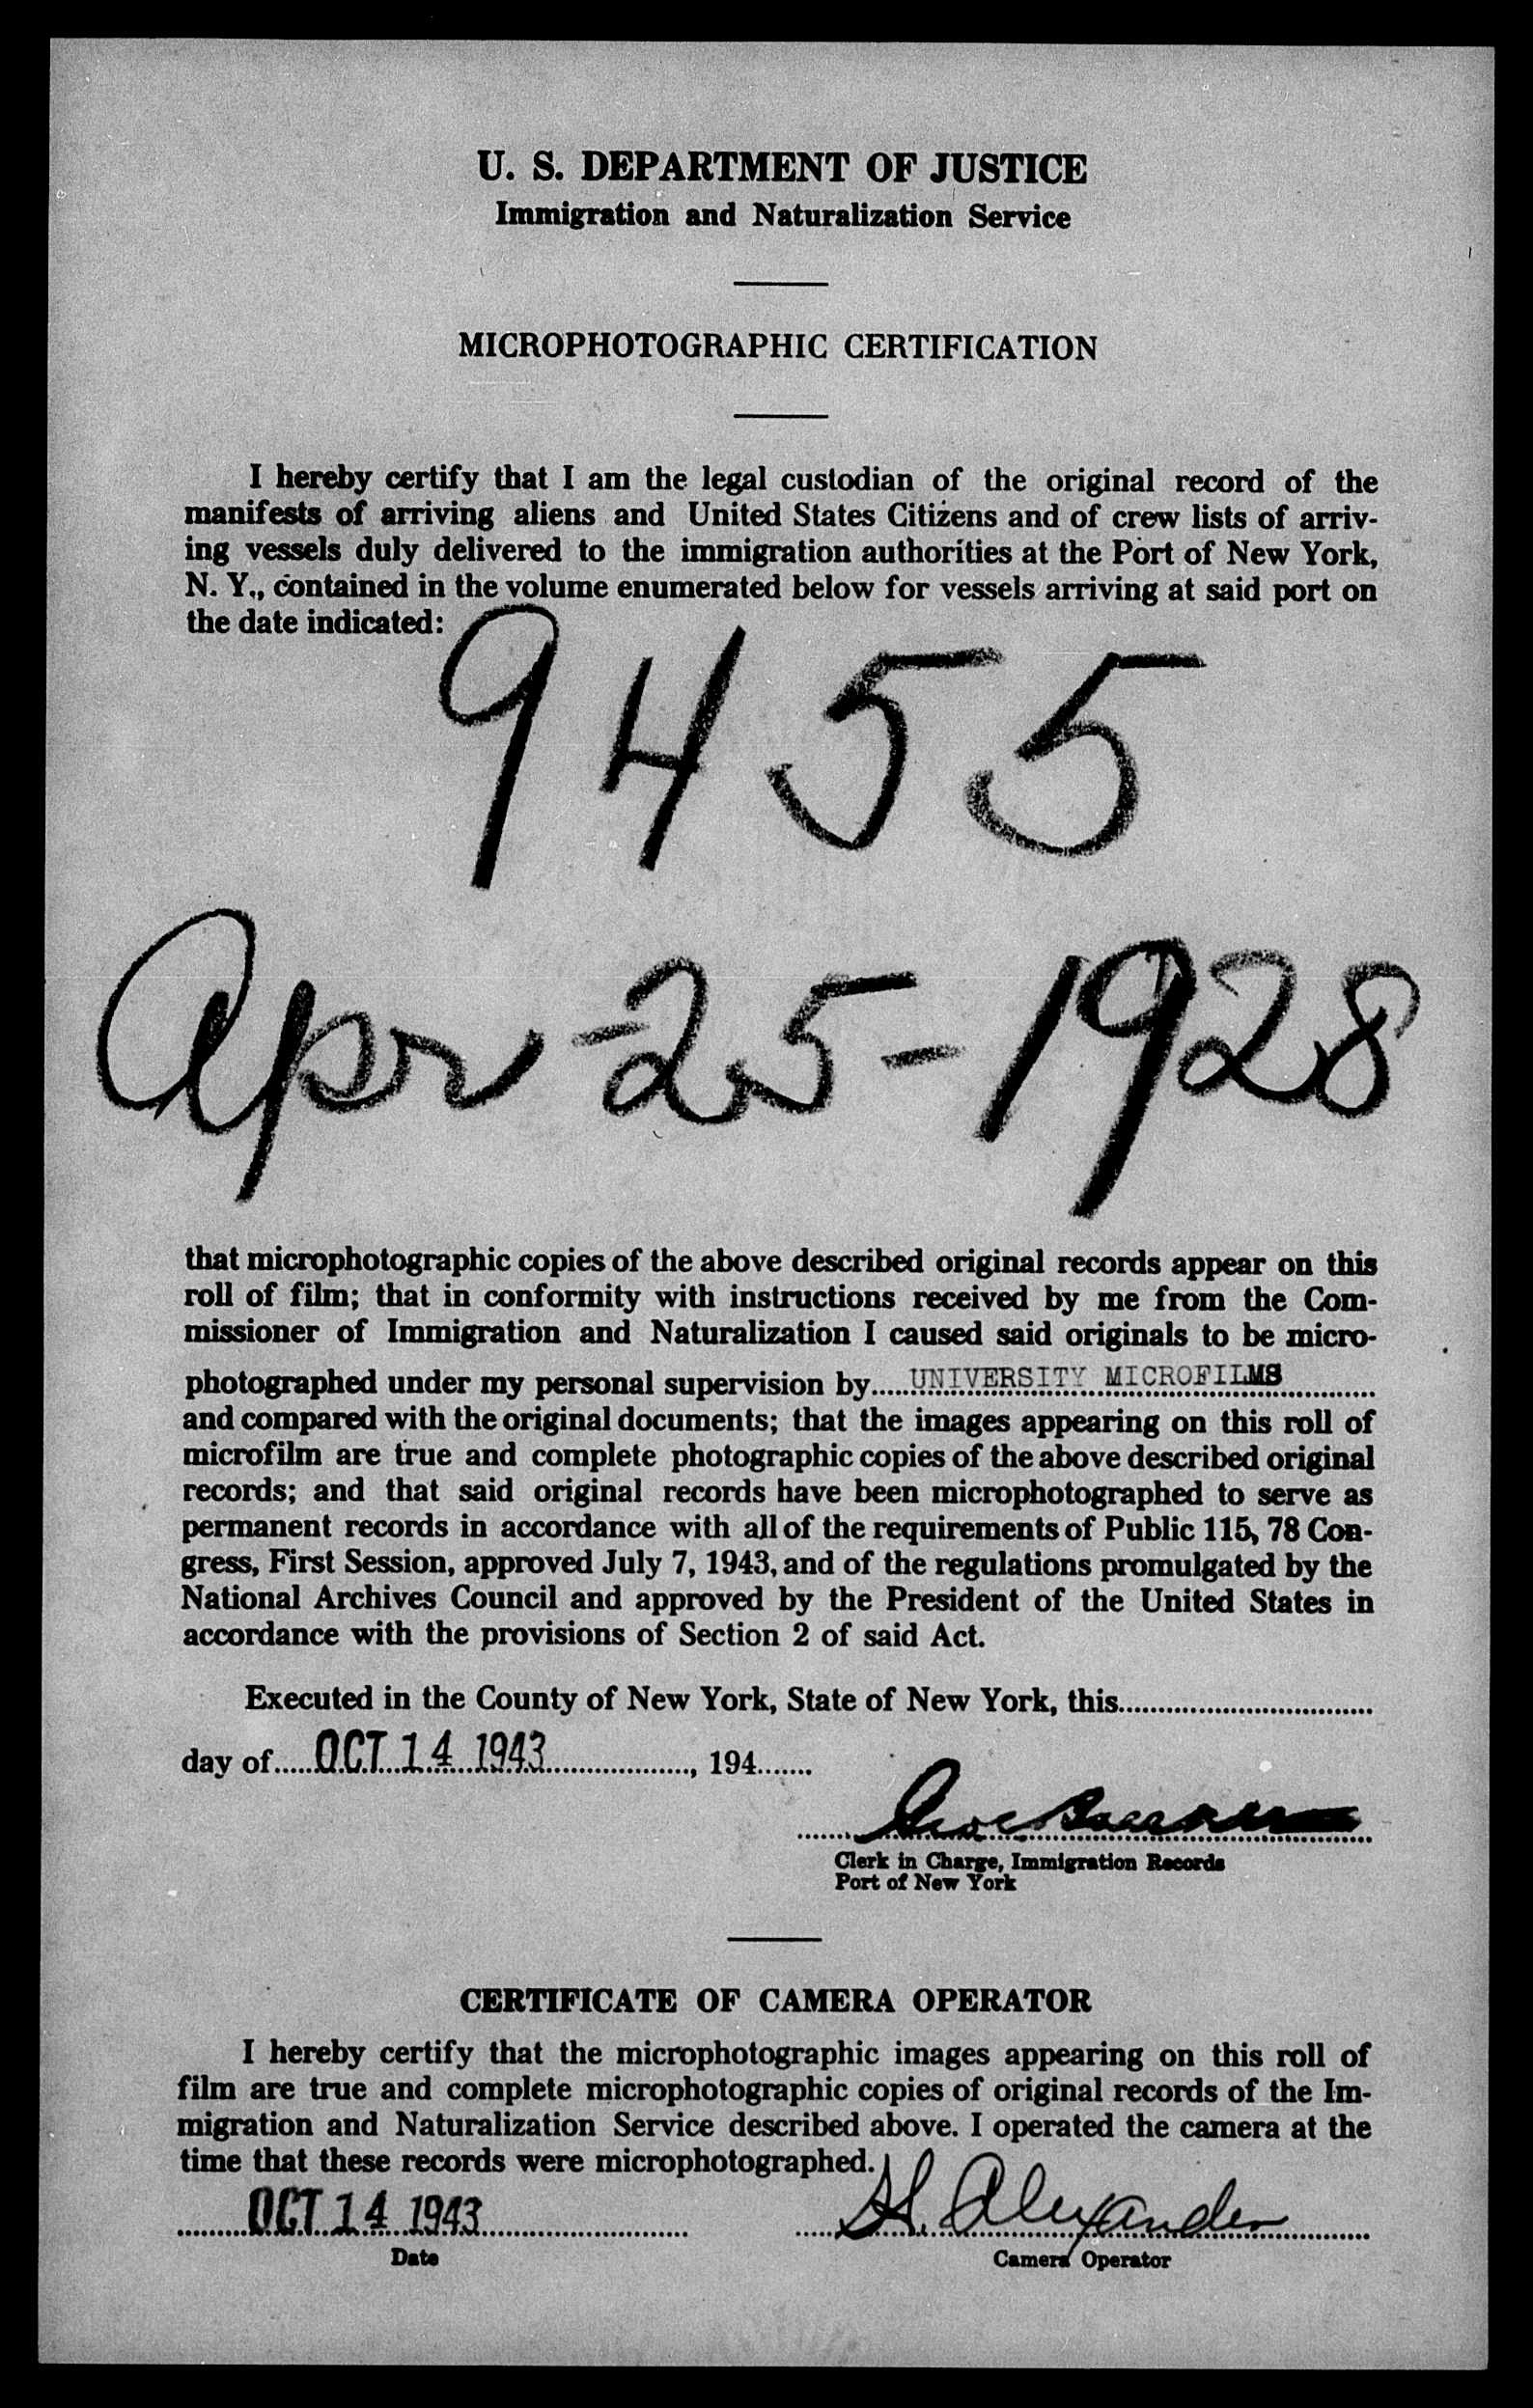 U. S. DEPARTMENT OF JUSTICE
Immigration and Naturalization Service
MICROPHOTOGRAPHIC CERTIFICATION
I hereby certify that I am the legal custodian of the original record of the
manifests of arriving aliens and United States Citizens and of crew lists of arriv-
ing vessels duly delivered to the immigration authorities at the Port of New York,
N. Y., contained in the volume enumerated below for vessels arriving at said port on
the date indicated:
9455
Apr-25-1928
that microphotographic copies of the above described original records appear on this
roll of film; that in conformity with instructions received by me from the Com-
missioner of Immigration and Naturalization I caused said originals to be micro-
photographed under my personal supervision by.....UNIVERSITY MICROFILMS
and compared with the original documents; that the images appearing on this roll of
microfilm are true and complete photographic copies of the above described original
records; and that said original records have been microphotographed to serve as
permanent records in accordance with all of the requirements of Public 115, 78 Con-
gress, First Session, approved July 7, 1943, and of the regulations promulgated by the
National Archives Council and approved by the President of the United States in
accordance with the provisions of Section 2 of said Act.
Executed in the County of New York, State of New York, this
day of OCT 14 1943, 194
Clerk in Charge, Immigration Records
Port of New York
CERTIFICATE OF CAMERA OPERATOR
I hereby certify that the microphotographic images appearing on this roll of
film are true and complete microphotographic copies of original records of the Im-
migration and Naturalization Service described above. I operated the camera at the
time that these records were microphotographed.
OCT 14 1943 H. Alexander
Date Camera Operator